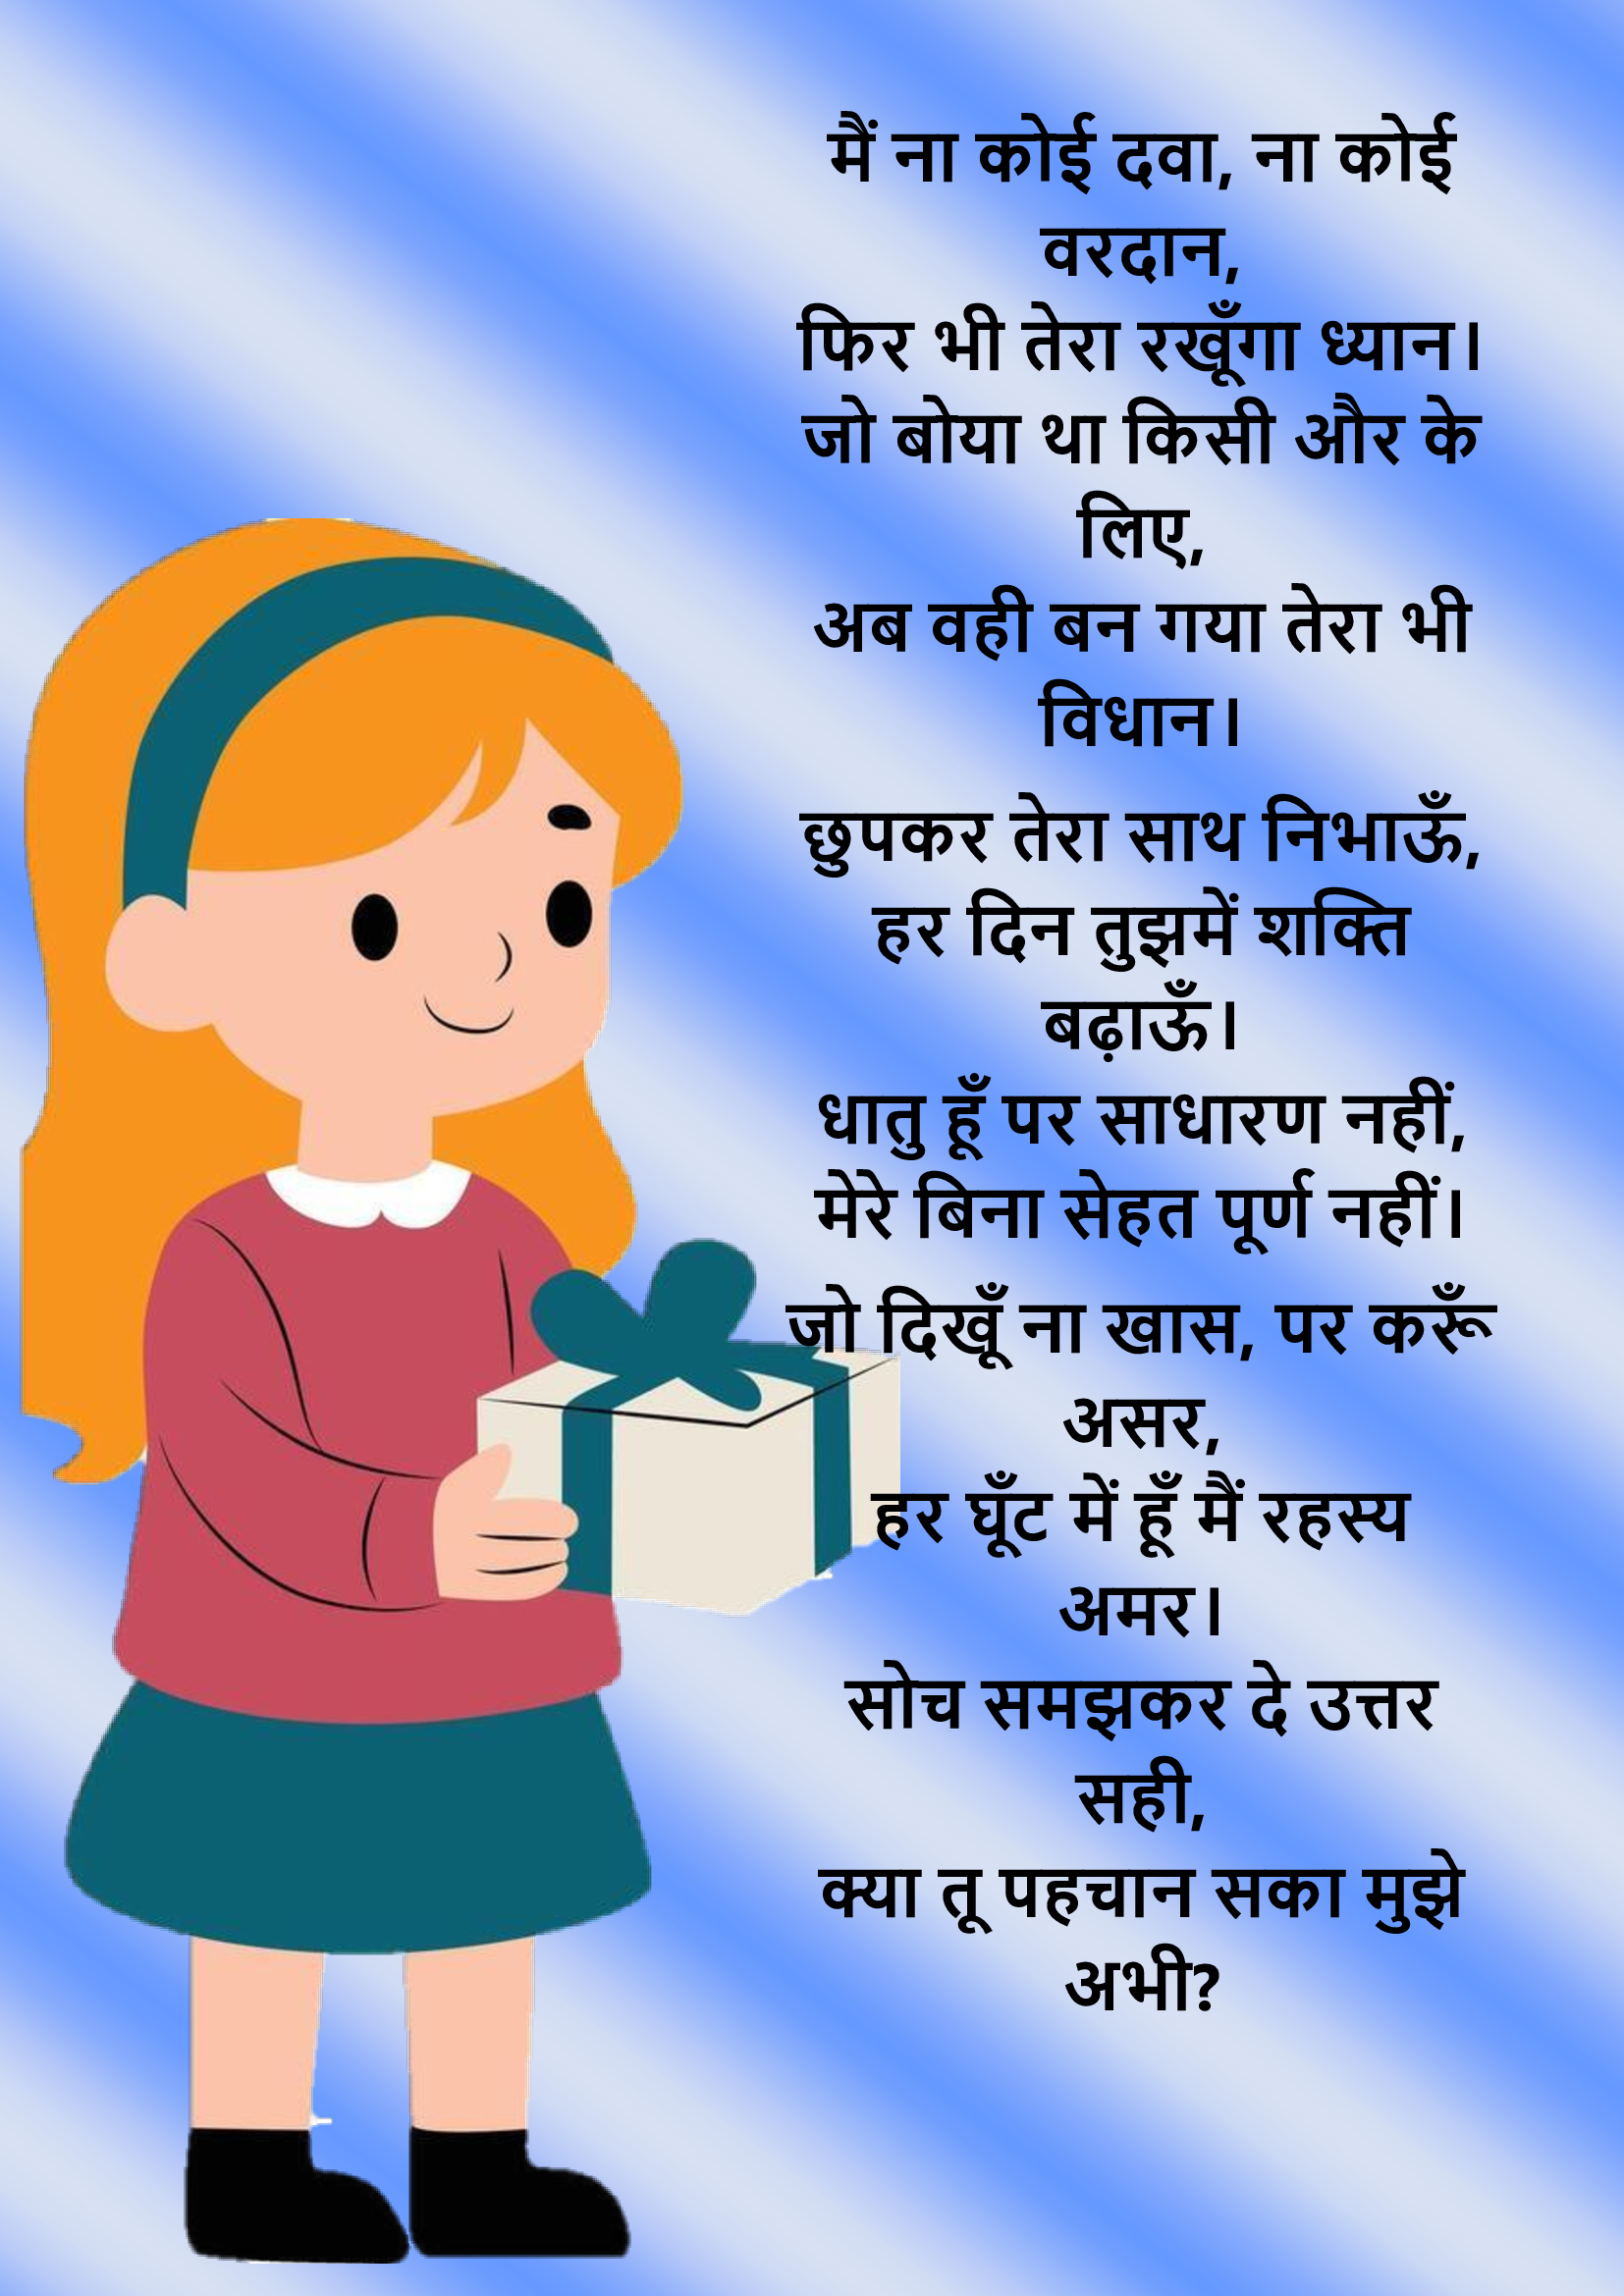 मैं ना कोई दवा, ना कोई
वरदान,
फिर भी तेरा रखूँगा ध्यान।
जो बोया था किसी और के
लिए,
अब वही बन गया तेरा भी
विधान।
छुपकर तेरा साथ निभाऊँ,
हर दिन तुझमें शक्ति
बढ़ाऊँ।
धातु हूँ पर साधारण नहीं,
मेरे बिना सेहत पूर्ण नहीं।
जो दिखूँ ना खास, पर करूँ
असर,
हर घूँट में हूँ मैं रहस्य
अमर।
सोच समझकर दे उत्तर
सही,
क्या तू पहचान सका मुझे
अभी?